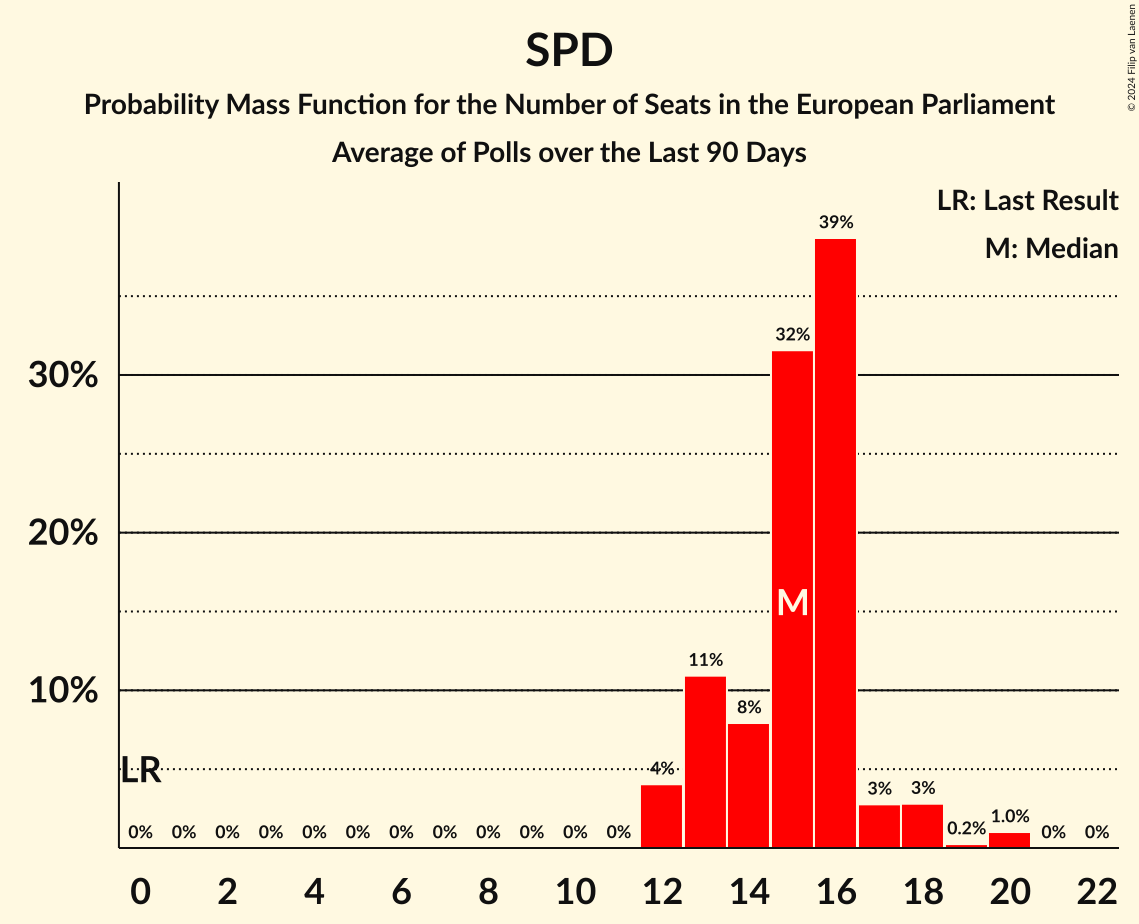 SPD
Probability Mass Function for the Number of Seats in the European Parliament
Average of Polls over the Last 90 Days
© 2024 Filip van Laenen
LR: Last Result
M: Median
39%
32%
30%
20%
M
11%
10%
8%
LR
4%
3%
3%
1.0%
0.2%
0% 0% 0% 0% 0% 0% 0% 0% 0% 0% 0% 0% 0% 0%
0 2 4 6 8 10 12 14 16 18 20 22